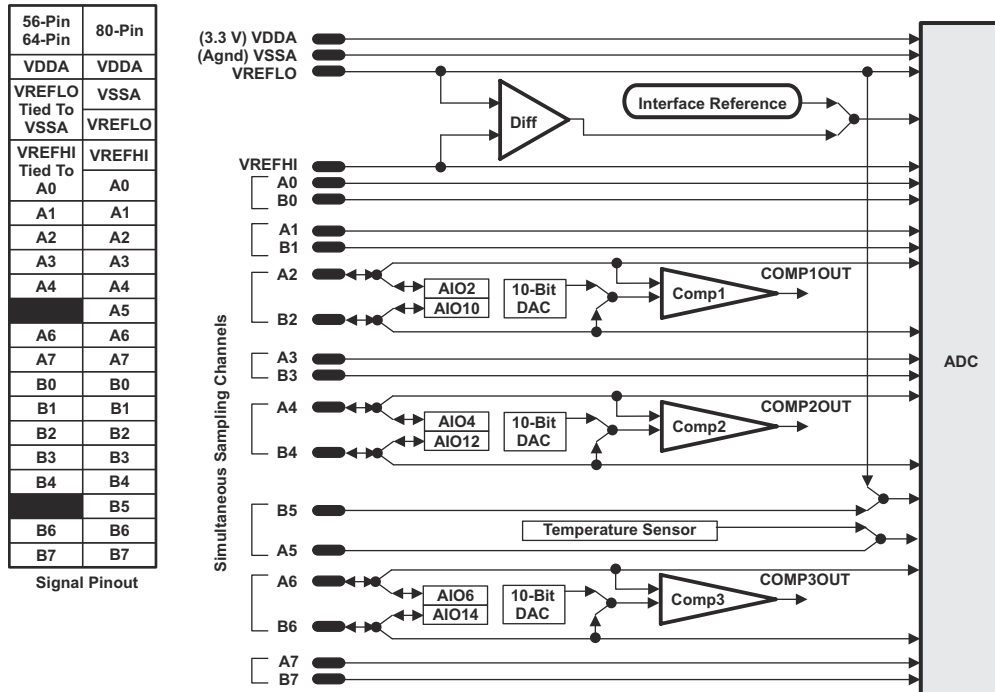 56-Pin
64-Pin
80-Pin
VDDA
VDDA
VREFLO
Tied To
VSSA
VSSA
VREFLO
VREFHI
Tied To
A0
VREFHI
A0
A1
A1
A2
A2
A3
A3
A4
A4
A5
A6
A6
A7
A7
B0
B0
B1
B1
B2
B2
B3
B3
B4
B4
B5
B6
B6
B7
B7
Signal Pinout
Simultaneous Sampling Channels
(3.3 V) VDDA
(Agnd) VSSA
VREFLO
Interface Reference
Diff
VREFHI
A0
B0
A1
B1
A2
AIO2
AIO10
10-Bit
DAC
Comp1
COMP1OUT
B2
A3
B3
ADC
A4
AIO4
AIO12
10-Bit
DAC
Comp2
COMP2OUT
B4
B5
Temperature Sensor
A5
A6
AIO6
AIO14
10-Bit
DAC
Comp3
COMP3OUT
B6
A7
B7